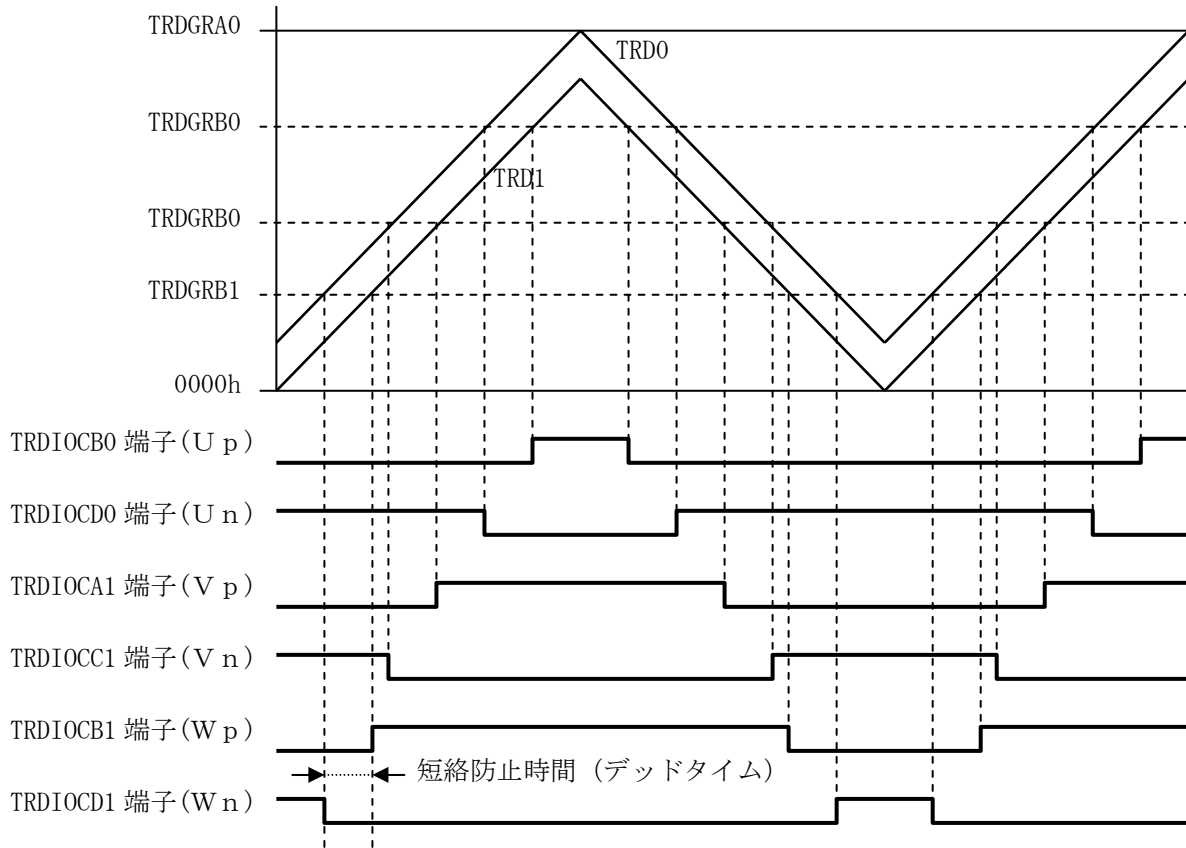 TRDGRA0
TRD0
TRDGRB0
TRD1
TRDGRB0
TRDGRB1
0000h
TRDIOCB0 端子(Ｕｐ)
TRDIOCD0 端子(Ｕｎ)
TRDIOCA1 端子(Ｖｐ)
TRDIOCC1 端子(Ｖｎ)
TRDIOCB1 端子(Ｗｐ)
短絡防止時間（デッドタイム）
TRDIOCD1 端子(Ｗｎ)